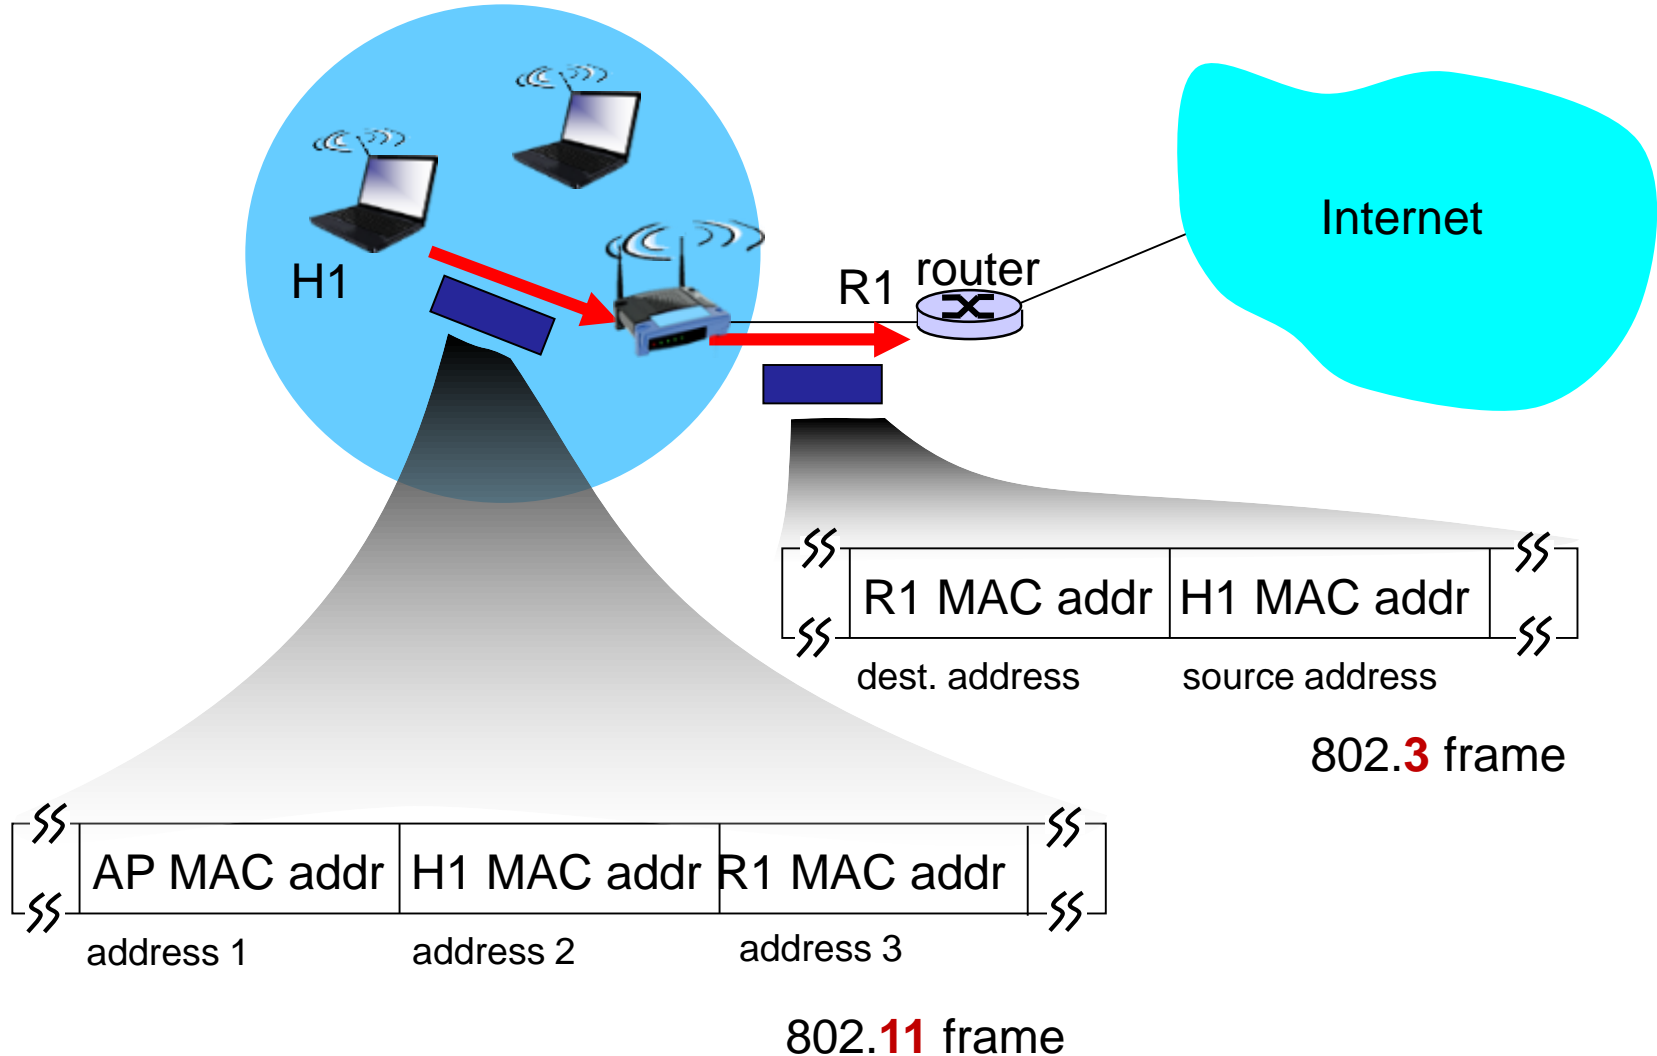 Internet
router
R1
H1
R1 MAC addr H1 MAC addr
dest. address source address
802.3 frame
AP MAC addr H1 MAC addr R1 MAC addr
address 1 address 2 address 3
802.11 frame